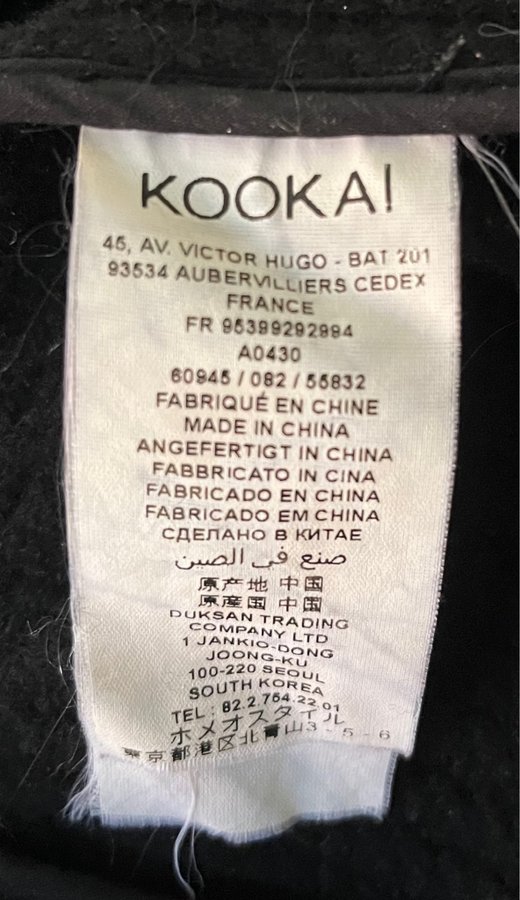 KOOKAI
45, AV. VICTOR HUGO - BAT 201
93534 AUBERVILLIERS CEDEX
FRANCE
FR 95399292994
A0430
60945 / 082 / 55832
FABRIQUÉ EN CHINE
MADE IN CHINA
ANGEFERTIGT IN CHINA
FABBRICATO IN CINA
FABRICADO EN CHINA
FABRICADO EM CHINA
СДЕЛАНО В КИТАЕ
صنع في الصين
原产地 中国
原産国 中国
DUKSAN TRADING
COMPANY LTD
1 JANKIO-DONG
JOONG-KU
100-220 SEOUL
SOUTH KOREA
TEL : 82.2.764.22.01
ホメオスタイル
東京都港区北青山3-5-6